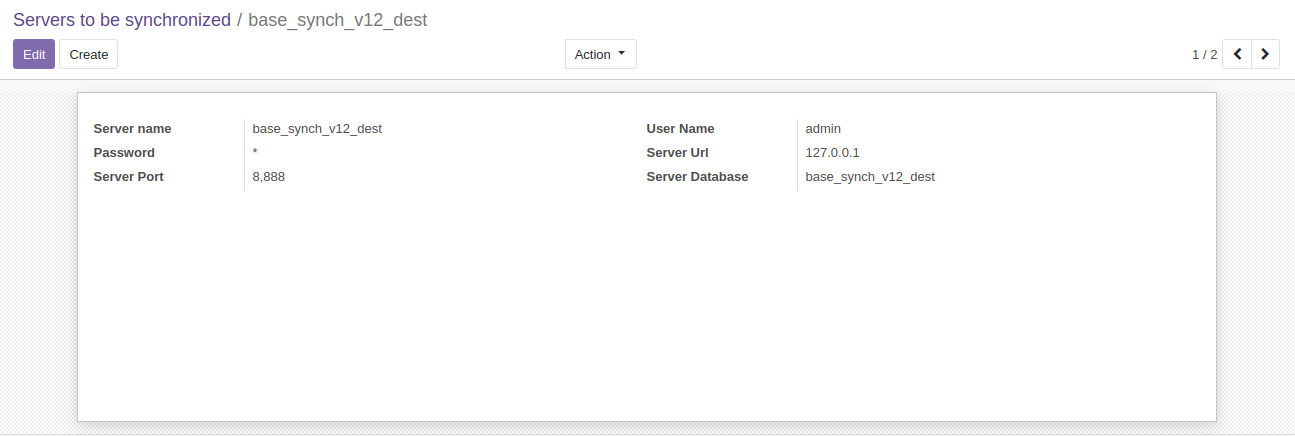 Servers to be synchronized / base_synch_v12_dest
Edit Create Action 1 / 2
Server name base_synch_v12_dest User Name admin
Password * Server Url 127.0.0.1
Server Port 8,888 Server Database base_synch_v12_dest